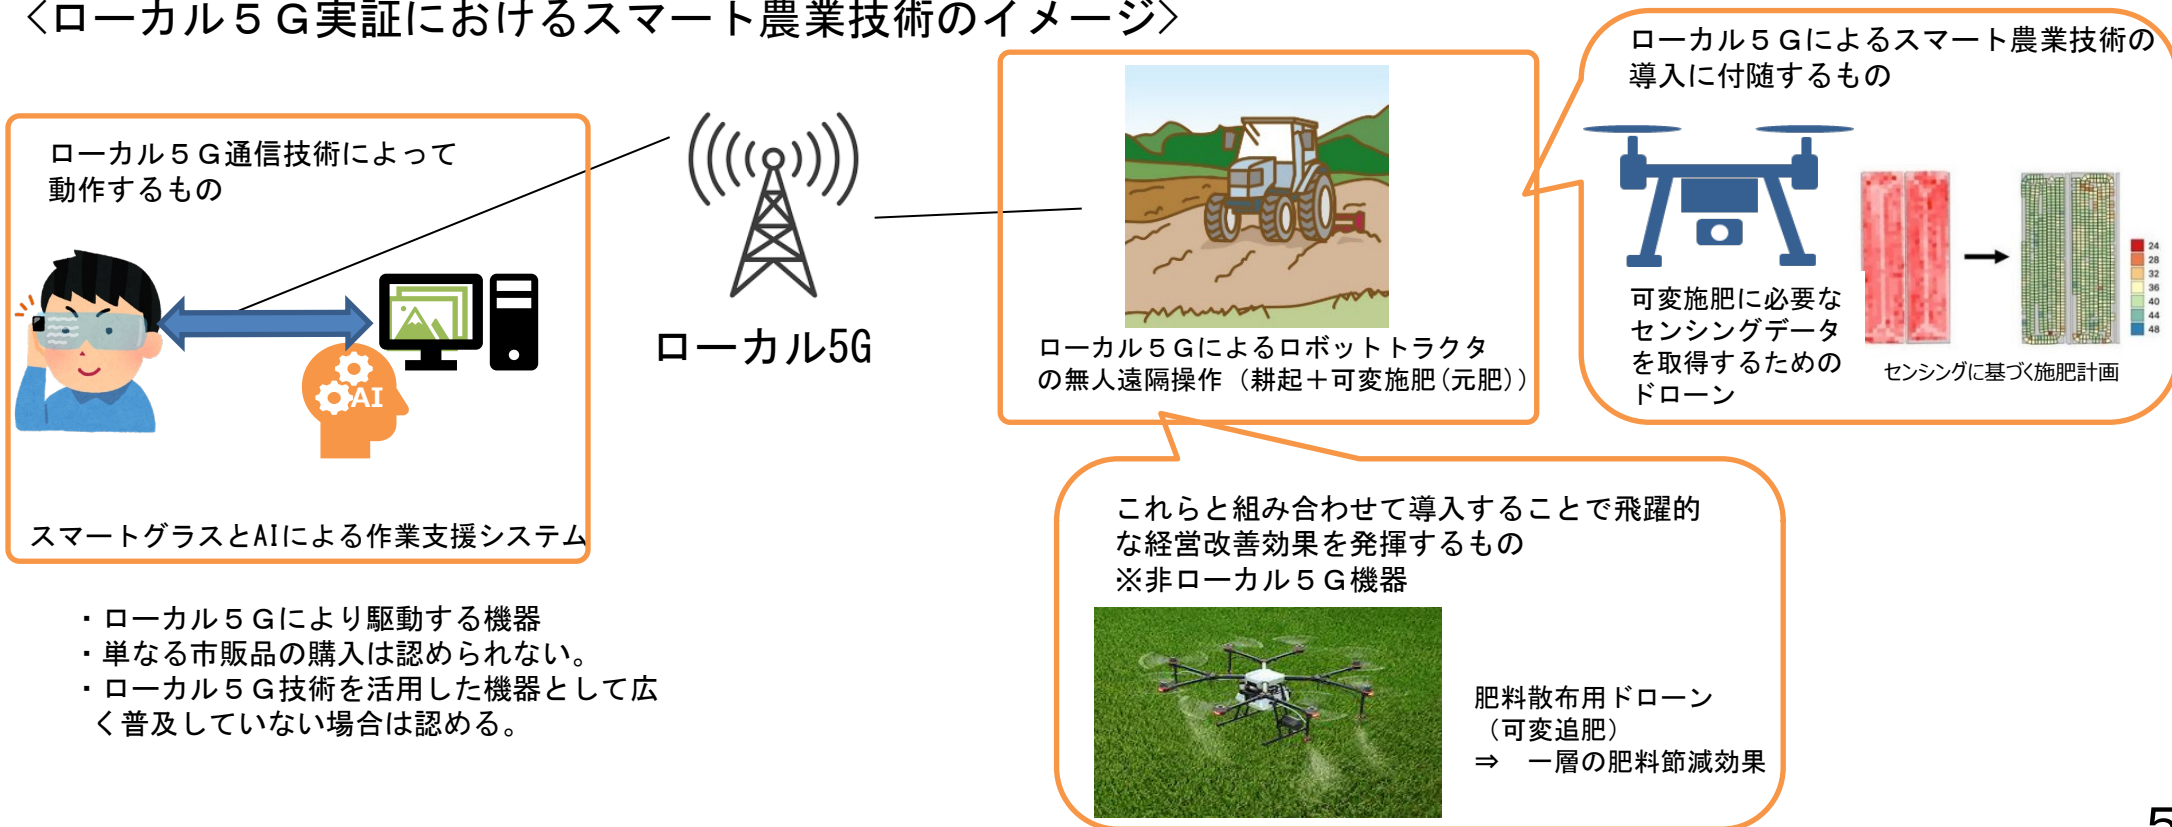 ＜ローカル５Ｇ実証におけるスマート農業技術のイメージ＞
ローカル５Ｇ通信技術によって
動作するもの
AI
スマートグラスとAIによる作業支援システム
・ローカル５Ｇにより駆動する機器
・単なる市販品の購入は認められない。
・ローカル５Ｇ技術を活用した機器として広
く普及していない場合は認める。
ローカル5G
ローカル５Ｇによるロボットトラクタ
の無人遠隔操作（耕起＋可変施肥(元肥)）
ローカル５Ｇによるスマート農業技術の
導入に付随するもの
可変施肥に必要な
センシングデータ
を取得するための
ドローン
24
28
32
36
40
44
48
センシングに基づく施肥計画
これらと組み合わせて導入することで飛躍的
な経営改善効果を発揮するもの
※非ローカル５Ｇ機器
肥料散布用ドローン
（可変追肥）
⇒　一層の肥料節減効果
5